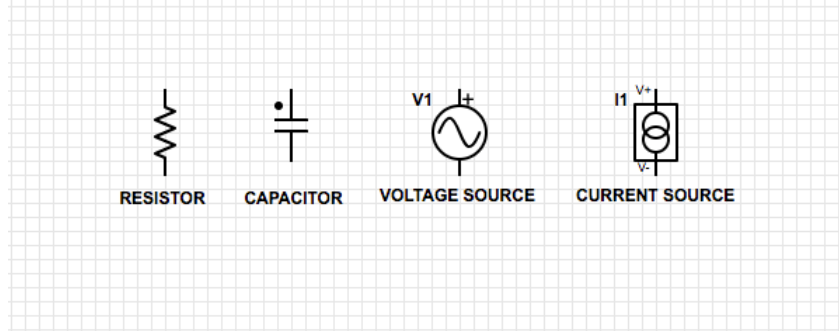 V1 +
I1 V+
V-
RESISTOR CAPACITOR VOLTAGE SOURCE CURRENT SOURCE